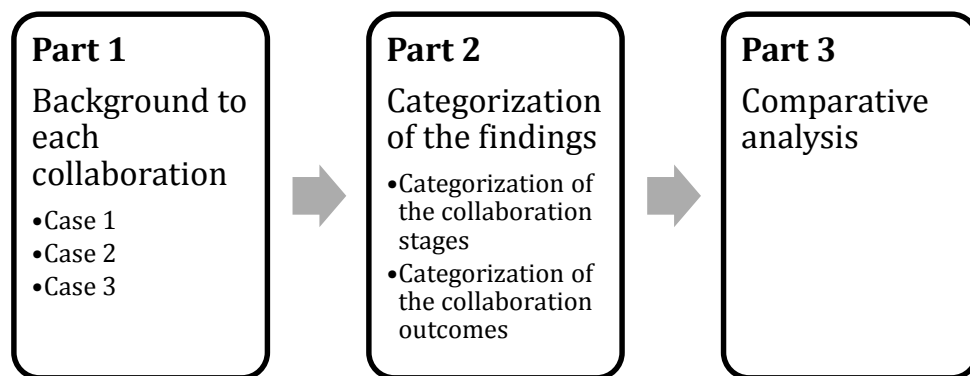 Part 1
Background to
each
collaboration
•Case 1
•Case 2
•Case 3
Part 2
Categorization
of the findings
•Categorization of
the collaboration
stages
•Categorization of
the collaboration
outcomes
Part 3
Comparative
analysis